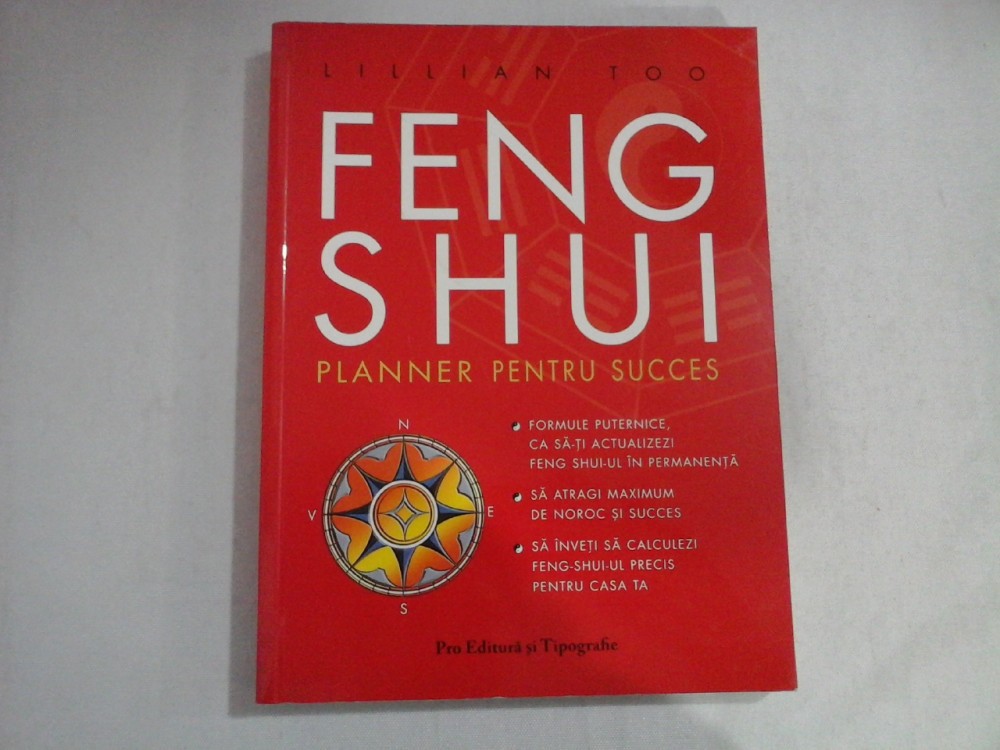 LILLIAN TOO
FENG
SHUI
PLANNER PENTRU SUCCES
N
V
E
S
FORMULE PUTERNICE,
CA SĂ-ȚI ACTUALIZEZI
FENG SHUI-UL ÎN PERMANENȚĂ
SĂ ATRAGI MAXIMUM
DE NOROC ȘI SUCCES
SĂ ÎNVEȚI SĂ CALCULEZI
FENG-SHUI-UL PRECIS
PENTRU CASA TA
Pro Editură și Tipografie